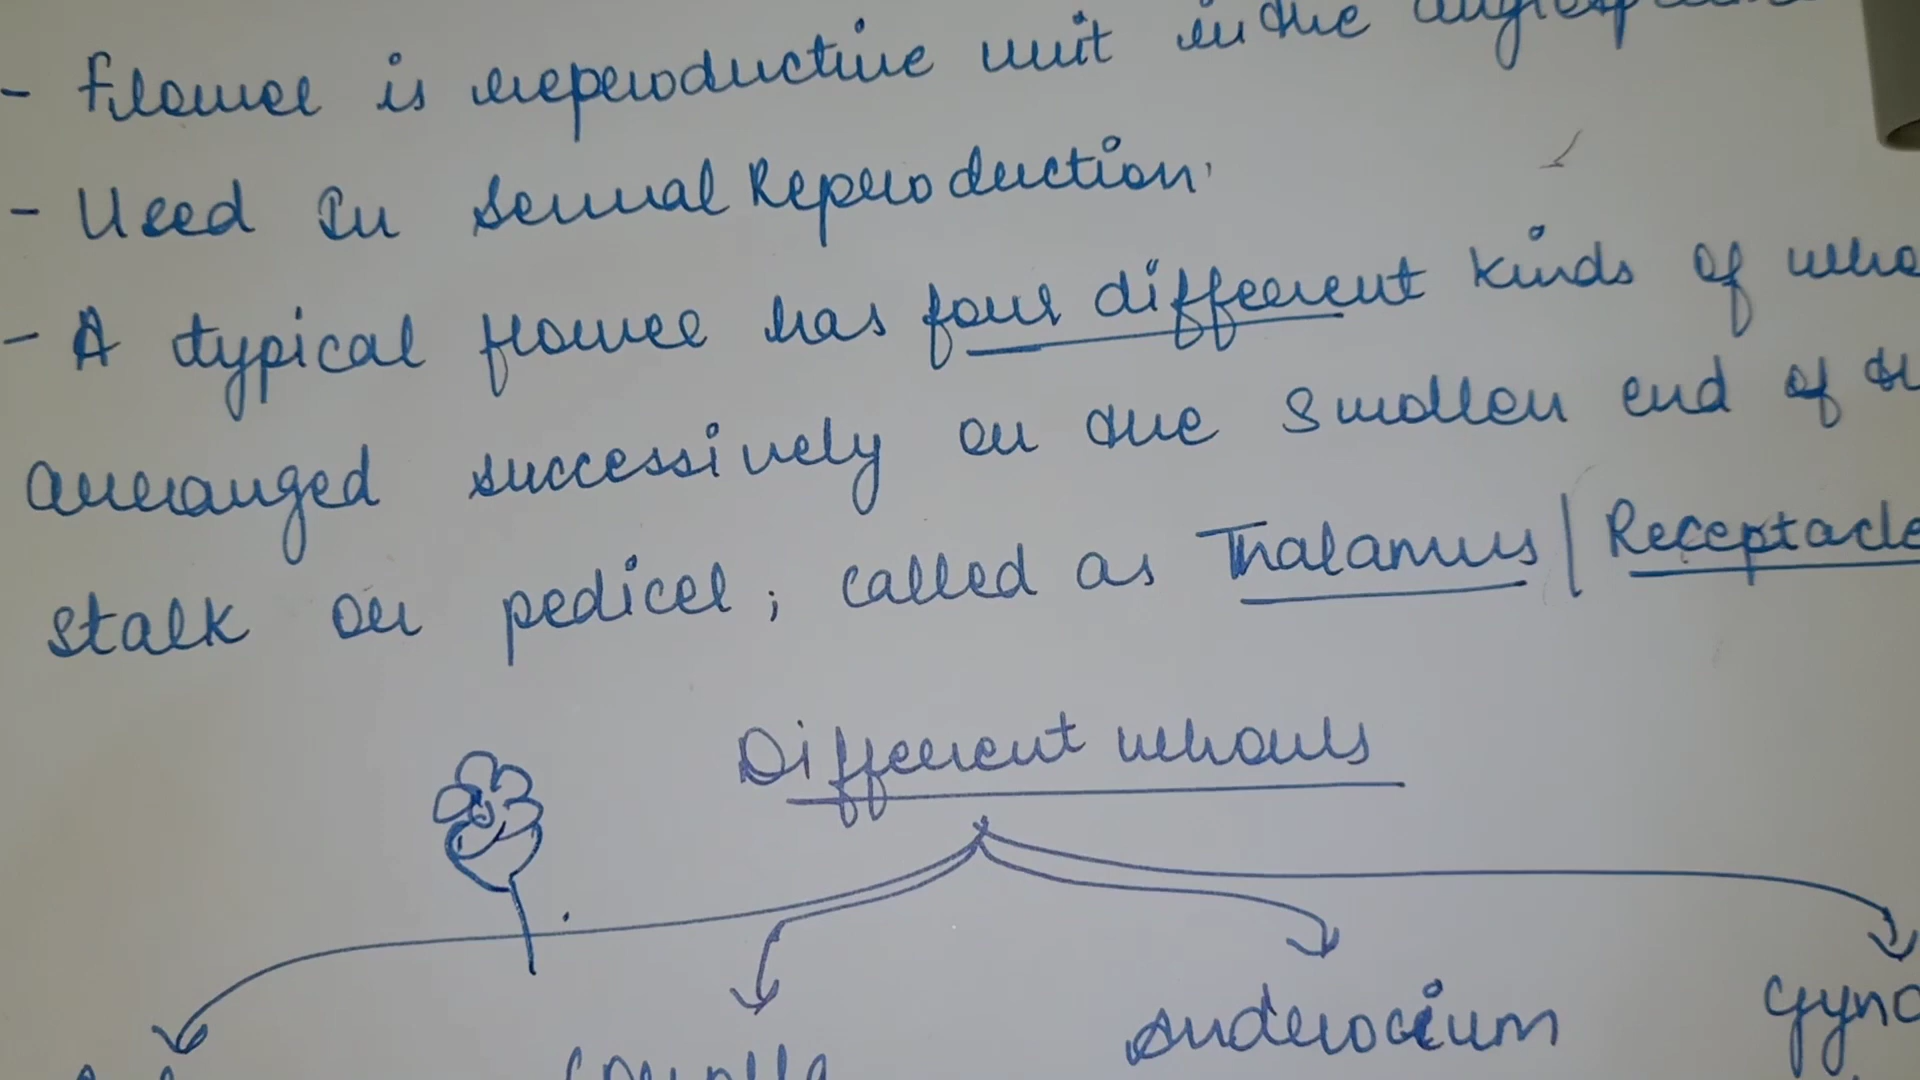 - Flower is reproductive unit in the
- Used in sexual Reproduction.
- A typical flower has four different kinds of
arranged successively on the swollen end of
stalk or pedicel, called as Thalamus | Receptacle
Different whorls
Corolla Androecium